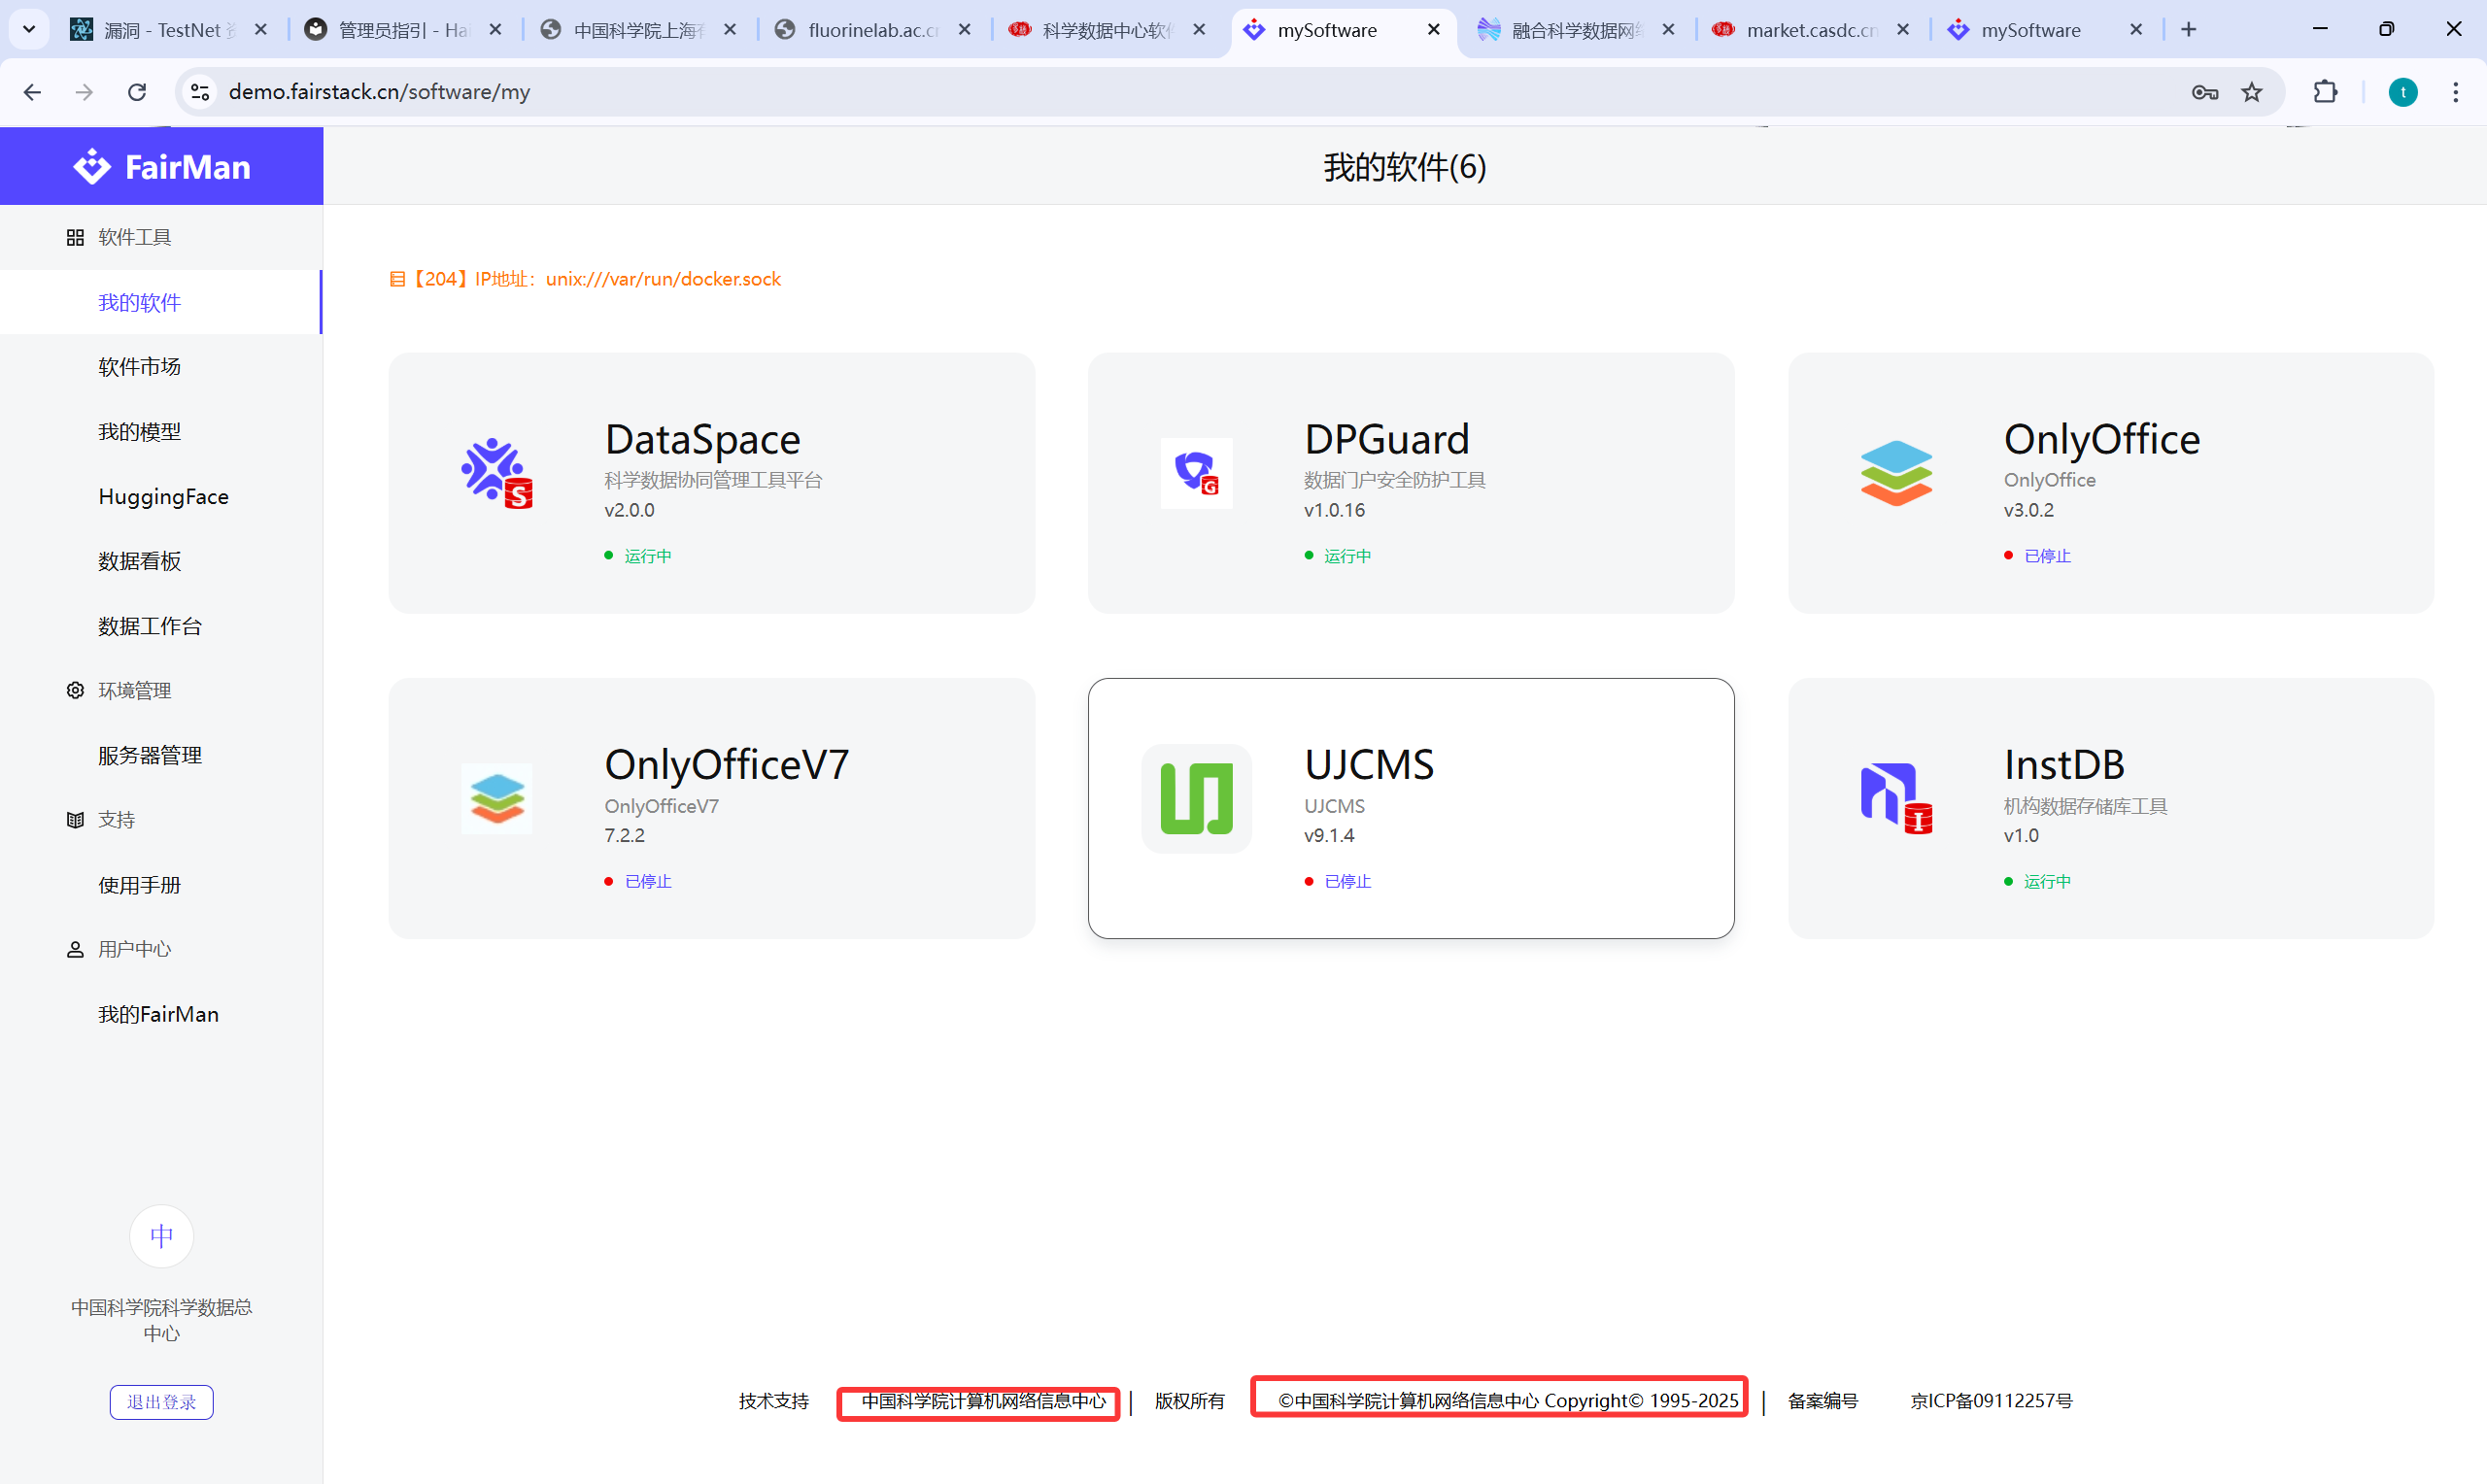 漏洞 - TestNet 资
管理员指引 - Ha
中国科学院上海有
fluorinelab.ac.cn
科学数据中心软件
mySoftware
融合科学数据网络
market.casdc.cn
mySoftware
demo.fairstack.cn/software/my
t
FairMan
我的软件(6)
软件工具
我的软件
软件市场
我的模型
HuggingFace
数据看板
数据工作台
环境管理
服务器管理
支持
使用手册
用户中心
我的FairMan
中
中国科学院科学数据总
中心
退出登录
【204】IP地址：unix:///var/run/docker.sock
S
DataSpace
科学数据协同管理工具平台
v2.0.0
运行中
G
DPGuard
数据门户安全防护工具
v1.0.16
运行中
OnlyOffice
OnlyOffice
v3.0.2
已停止
OnlyOfficeV7
OnlyOfficeV7
7.2.2
已停止
UJCMS
UJCMS
v9.1.4
已停止
I
InstDB
机构数据存储库工具
v1.0
运行中
技术支持 中国科学院计算机网络信息中心 | 版权所有 ©中国科学院计算机网络信息中心 Copyright© 1995-2025 | 备案编号 京ICP备09112257号